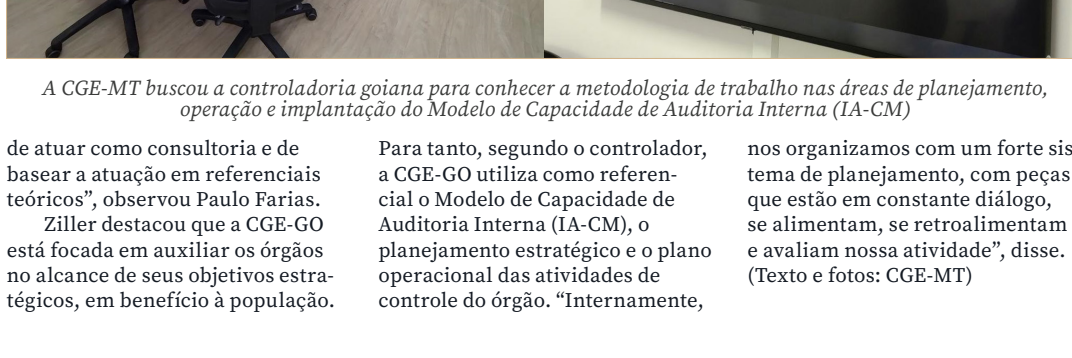 A CGE-MT buscou a controladoria goiana para conhecer a metodologia de trabalho nas áreas de planejamento,
operação e implantação do Modelo de Capacidade de Auditoria Interna (IA-CM)
de atuar como consultoria e de
basear a atuação em referenciais
teóricos”, observou Paulo Farias.
Ziller destacou que a CGE-GO
está focada em auxiliar os órgãos
no alcance de seus objetivos estra-
tégicos, em benefício à população.
Para tanto, segundo o controlador,
a CGE-GO utiliza como referen-
cial o Modelo de Capacidade de
Auditoria Interna (IA-CM), o
planejamento estratégico e o plano
operacional das atividades de
controle do órgão. “Internamente,
nos organizamos com um forte sis
tema de planejamento, com peças
que estão em constante diálogo,
se alimentam, se retroalimentam
e avaliam nossa atividade”, disse.
(Texto e fotos: CGE-MT)